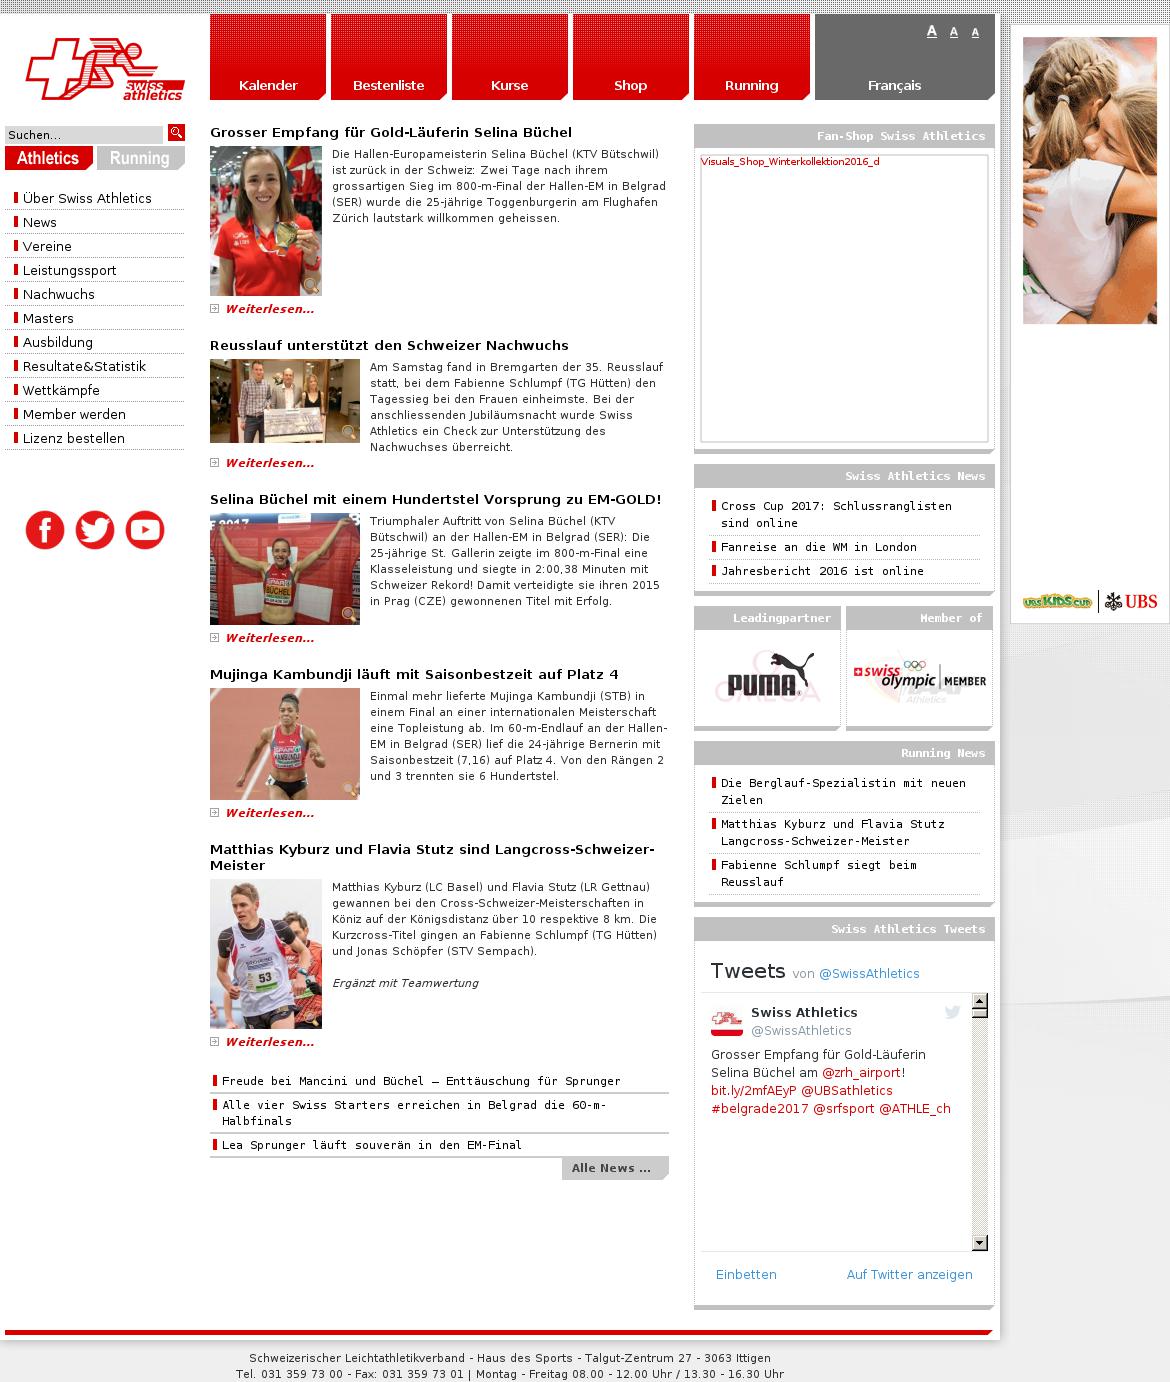 swiss
athletics
Kalender
Bestenliste
Kurse
Shop
Running
A A A
Français
Suchen...
Athletics
Running
Über Swiss Athletics
News
Vereine
Leistungssport
Nachwuchs
Masters
Ausbildung
Resultate&Statistik
Wettkämpfe
Member werden
Lizenz bestellen
Grosser Empfang für Gold-Läuferin Selina Büchel
Die Hallen-Europameisterin Selina Büchel (KTV Bütschwil)
ist zurück in der Schweiz: Zwei Tage nach ihrem
grossartigen Sieg im 800-m-Final der Hallen-EM in Belgrad
(SER) wurde die 25-jährige Toggenburgerin am Flughafen
Zürich lautstark willkommen geheissen.
Weiterlesen...
Reusslauf unterstützt den Schweizer Nachwuchs
Am Samstag fand in Bremgarten der 35. Reusslauf
statt, bei dem Fabienne Schlumpf (TG Hütten) den
Tagessieg bei den Frauen einheimste. Bei der
anschliessenden Jubiläumsnacht wurde Swiss
Athletics ein Check zur Unterstützung des
Nachwuchses überreicht.
Weiterlesen...
Selina Büchel mit einem Hundertstel Vorsprung zu EM-GOLD!
2017
BÜCHEL
Triumphaler Auftritt von Selina Büchel (KTV
Bütschwil) an der Hallen-EM in Belgrad (SER): Die
25-jährige St. Gallerin zeigte im 800-m-Final eine
Klasseleistung und siegte in 2:00,38 Minuten mit
Schweizer Rekord! Damit verteidigte sie ihren 2015
in Prag (CZE) gewonnenen Titel mit Erfolg.
Weiterlesen...
Mujinga Kambundji läuft mit Saisonbestzeit auf Platz 4
KAMBUNDJI
Einmal mehr lieferte Mujinga Kambundji (STB) in
einem Final an einer internationalen Meisterschaft
eine Topleistung ab. Im 60-m-Endlauf an der Hallen-
EM in Belgrad (SER) lief die 24-jährige Bernerin mit
Saisonbestzeit (7,16) auf Platz 4. Von den Rängen 2
und 3 trennten sie 6 Hundertstel.
Weiterlesen...
Matthias Kyburz und Flavia Stutz sind Langcross-Schweizer-
Meister
53
Matthias Kyburz (LC Basel) und Flavia Stutz (LR Gettnau)
gewannen bei den Cross-Schweizer-Meisterschaften in
Köniz auf der Königsdistanz über 10 respektive 8 km. Die
Kurzcross-Titel gingen an Fabienne Schlumpf (TG Hütten)
und Jonas Schöpfer (STV Sempach).
Ergänzt mit Teamwertung
Weiterlesen...
Freude bei Mancini und Büchel – Enttäuschung für Sprunger
Alle vier Swiss Starters erreichen in Belgrad die 60-m-
Halbfinals
Lea Sprunger läuft souverän in den EM-Final
Alle News ...
Fan-Shop Swiss Athletics
Visuals_Shop_Winterkollektion2016_d
Swiss Athletics News
Cross Cup 2017: Schlussranglisten
sind online
Fanreise an die WM in London
Jahresbericht 2016 ist online
Leadingpartner
PUMA
OMEGA
Member of
swiss
olympic MEMBER
Athletics
Running News
Die Berglauf-Spezialistin mit neuen
Zielen
Matthias Kyburz und Flavia Stutz
Langcross-Schweizer-Meister
Fabienne Schlumpf siegt beim
Reusslauf
Swiss Athletics Tweets
Tweets von @SwissAthletics
Swiss Athletics
@SwissAthletics
Grosser Empfang für Gold-Läuferin
Selina Büchel am @zrh_airport!
bit.ly/2mfAEyP @UBSathletics
#belgrade2017 @srfsport @ATHLE_ch
Einbetten
Auf Twitter anzeigen
UBS KIDS CUP
UBS
Schweizerischer Leichtathletikverband - Haus des Sports - Talgut-Zentrum 27 - 3063 Ittigen
Tel. 031 359 73 00 - Fax: 031 359 73 01 | Montag - Freitag 08.00 - 12.00 Uhr / 13.30 - 16.30 Uhr